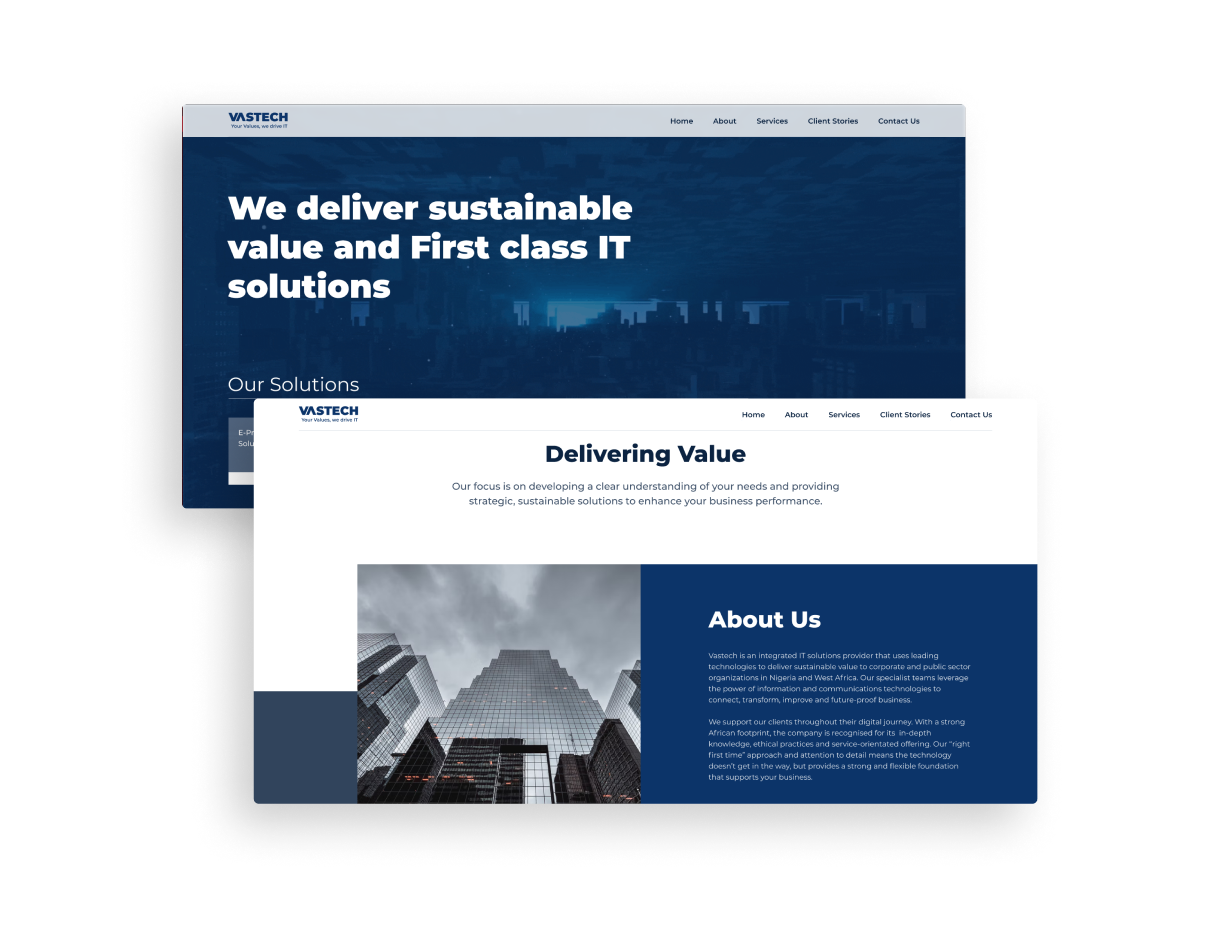 VASTECH
Your Values, we drive IT
Home About Services Client Stories Contact Us
We deliver sustainable
value and First class IT
solutions
Our Solutions
VASTECH
Your Values, we drive IT
Home About Services Client Stories Contact Us
Delivering Value
Our focus is on developing a clear understanding of your needs and providing
strategic, sustainable solutions to enhance your business performance.
About Us
Vastech is an integrated IT solutions provider that uses leading
technologies to deliver sustainable value to corporate and public sector
organizations in Nigeria and West Africa. Our specialist teams leverage
the power of information and communications technologies to
connect, transform, improve and future-proof business.
We support our clients throughout their digital journey. With a strong
African footprint, the company is recognised for its in-depth
knowledge, ethical practices and service-orientated offering. Our “right
first time” approach and attention to detail means the technology
doesn’t get in the way, but provides a strong and flexible foundation
that supports your business.